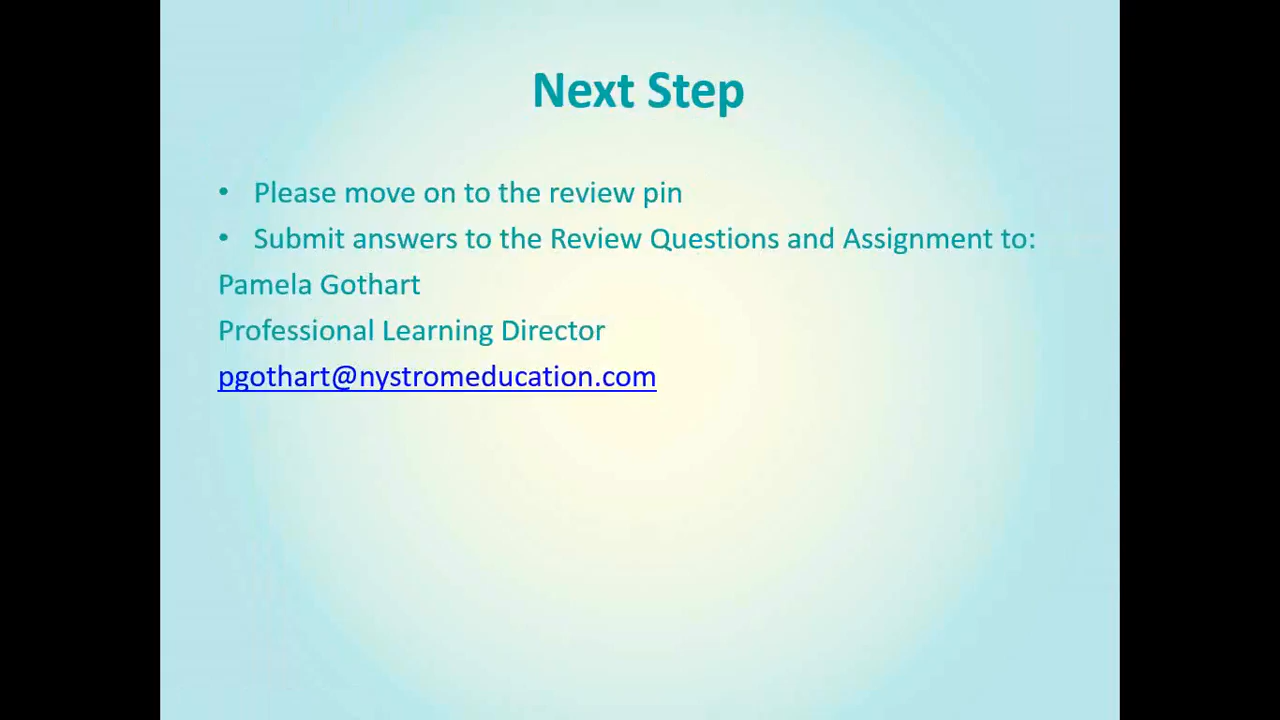 Next Step
• Please move on to the review pin
• Submit answers to the Review Questions and Assignment to:
Pamela Gothart
Professional Learning Director
pgothart@nystromeducation.com